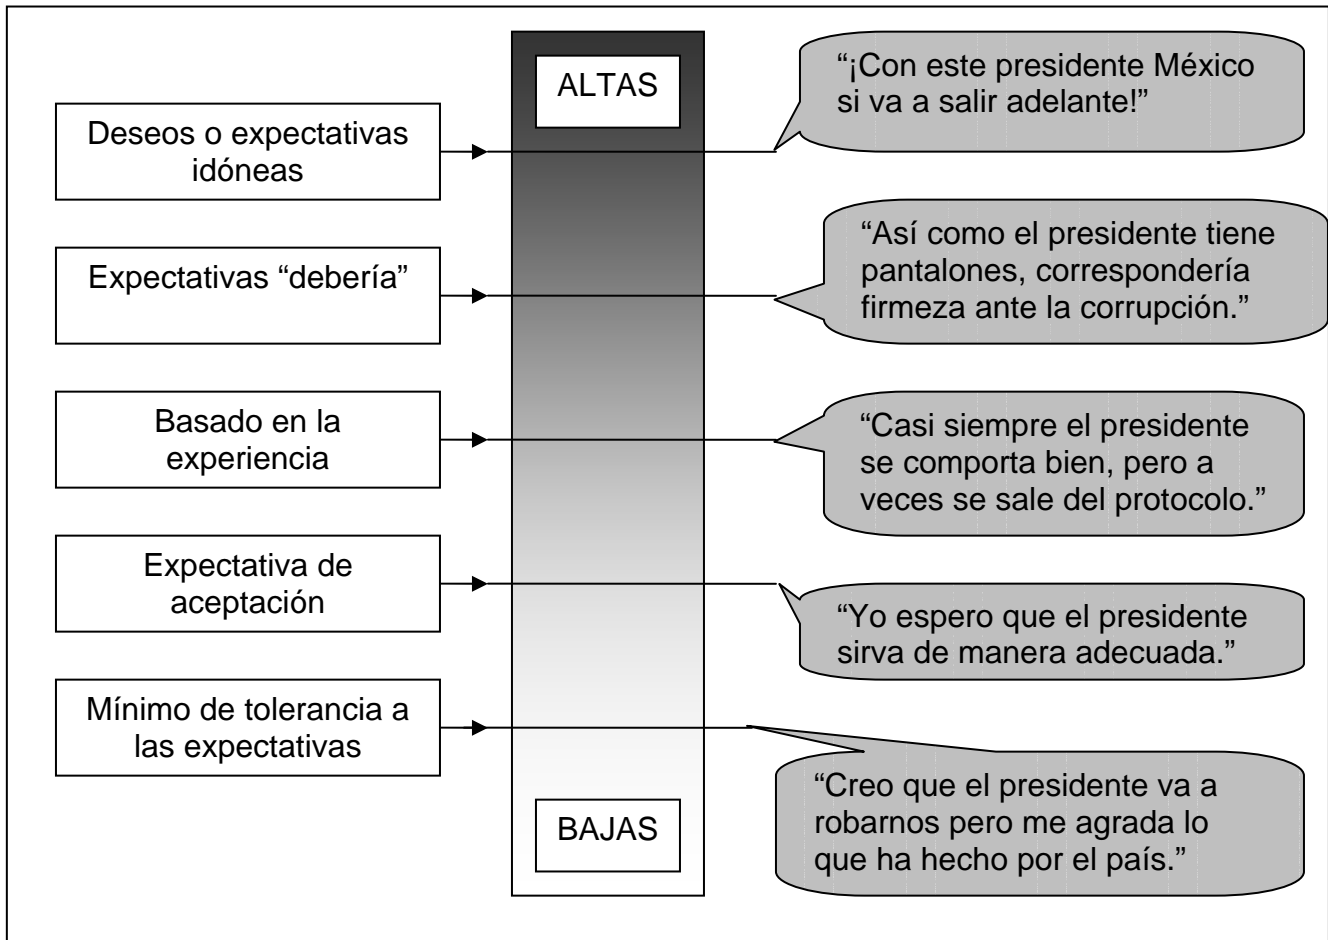 ALTAS
Deseos o expectativas
idóneas
“¡Con este presidente México
si va a salir adelante!”
Expectativas “debería”
“Así como el presidente tiene
pantalones, correspondería
firmeza ante la corrupción.”
Basado en la
experiencia
“Casi siempre el presidente
se comporta bien, pero a
veces se sale del protocolo.”
Expectativa de
aceptación
“Yo espero que el presidente
sirva de manera adecuada.”
Mínimo de tolerancia a
las expectativas
“Creo que el presidente va a
robarnos pero me agrada lo
que ha hecho por el país.”
BAJAS